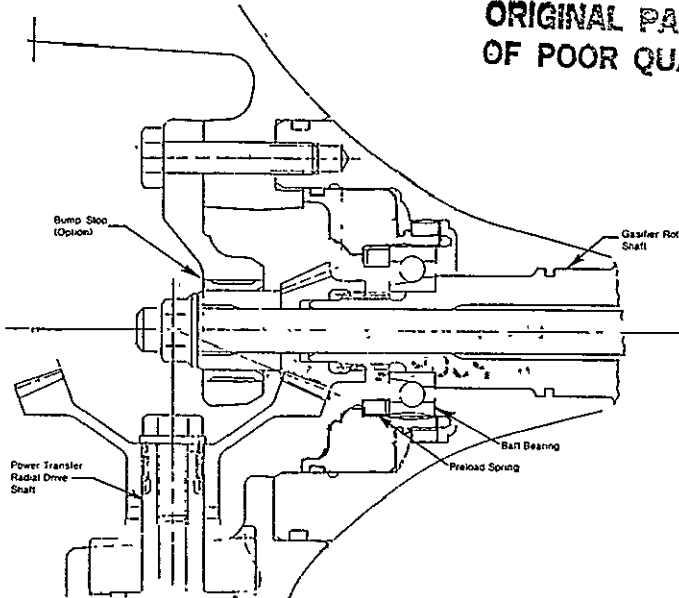 ORIGINAL PA
OF POOR QUA
Bump Stop
(Option)
Gasifier Rot
Shaft
Ball Bearing
Preload Spring
Power Transfer
Radial Drive
Shaft